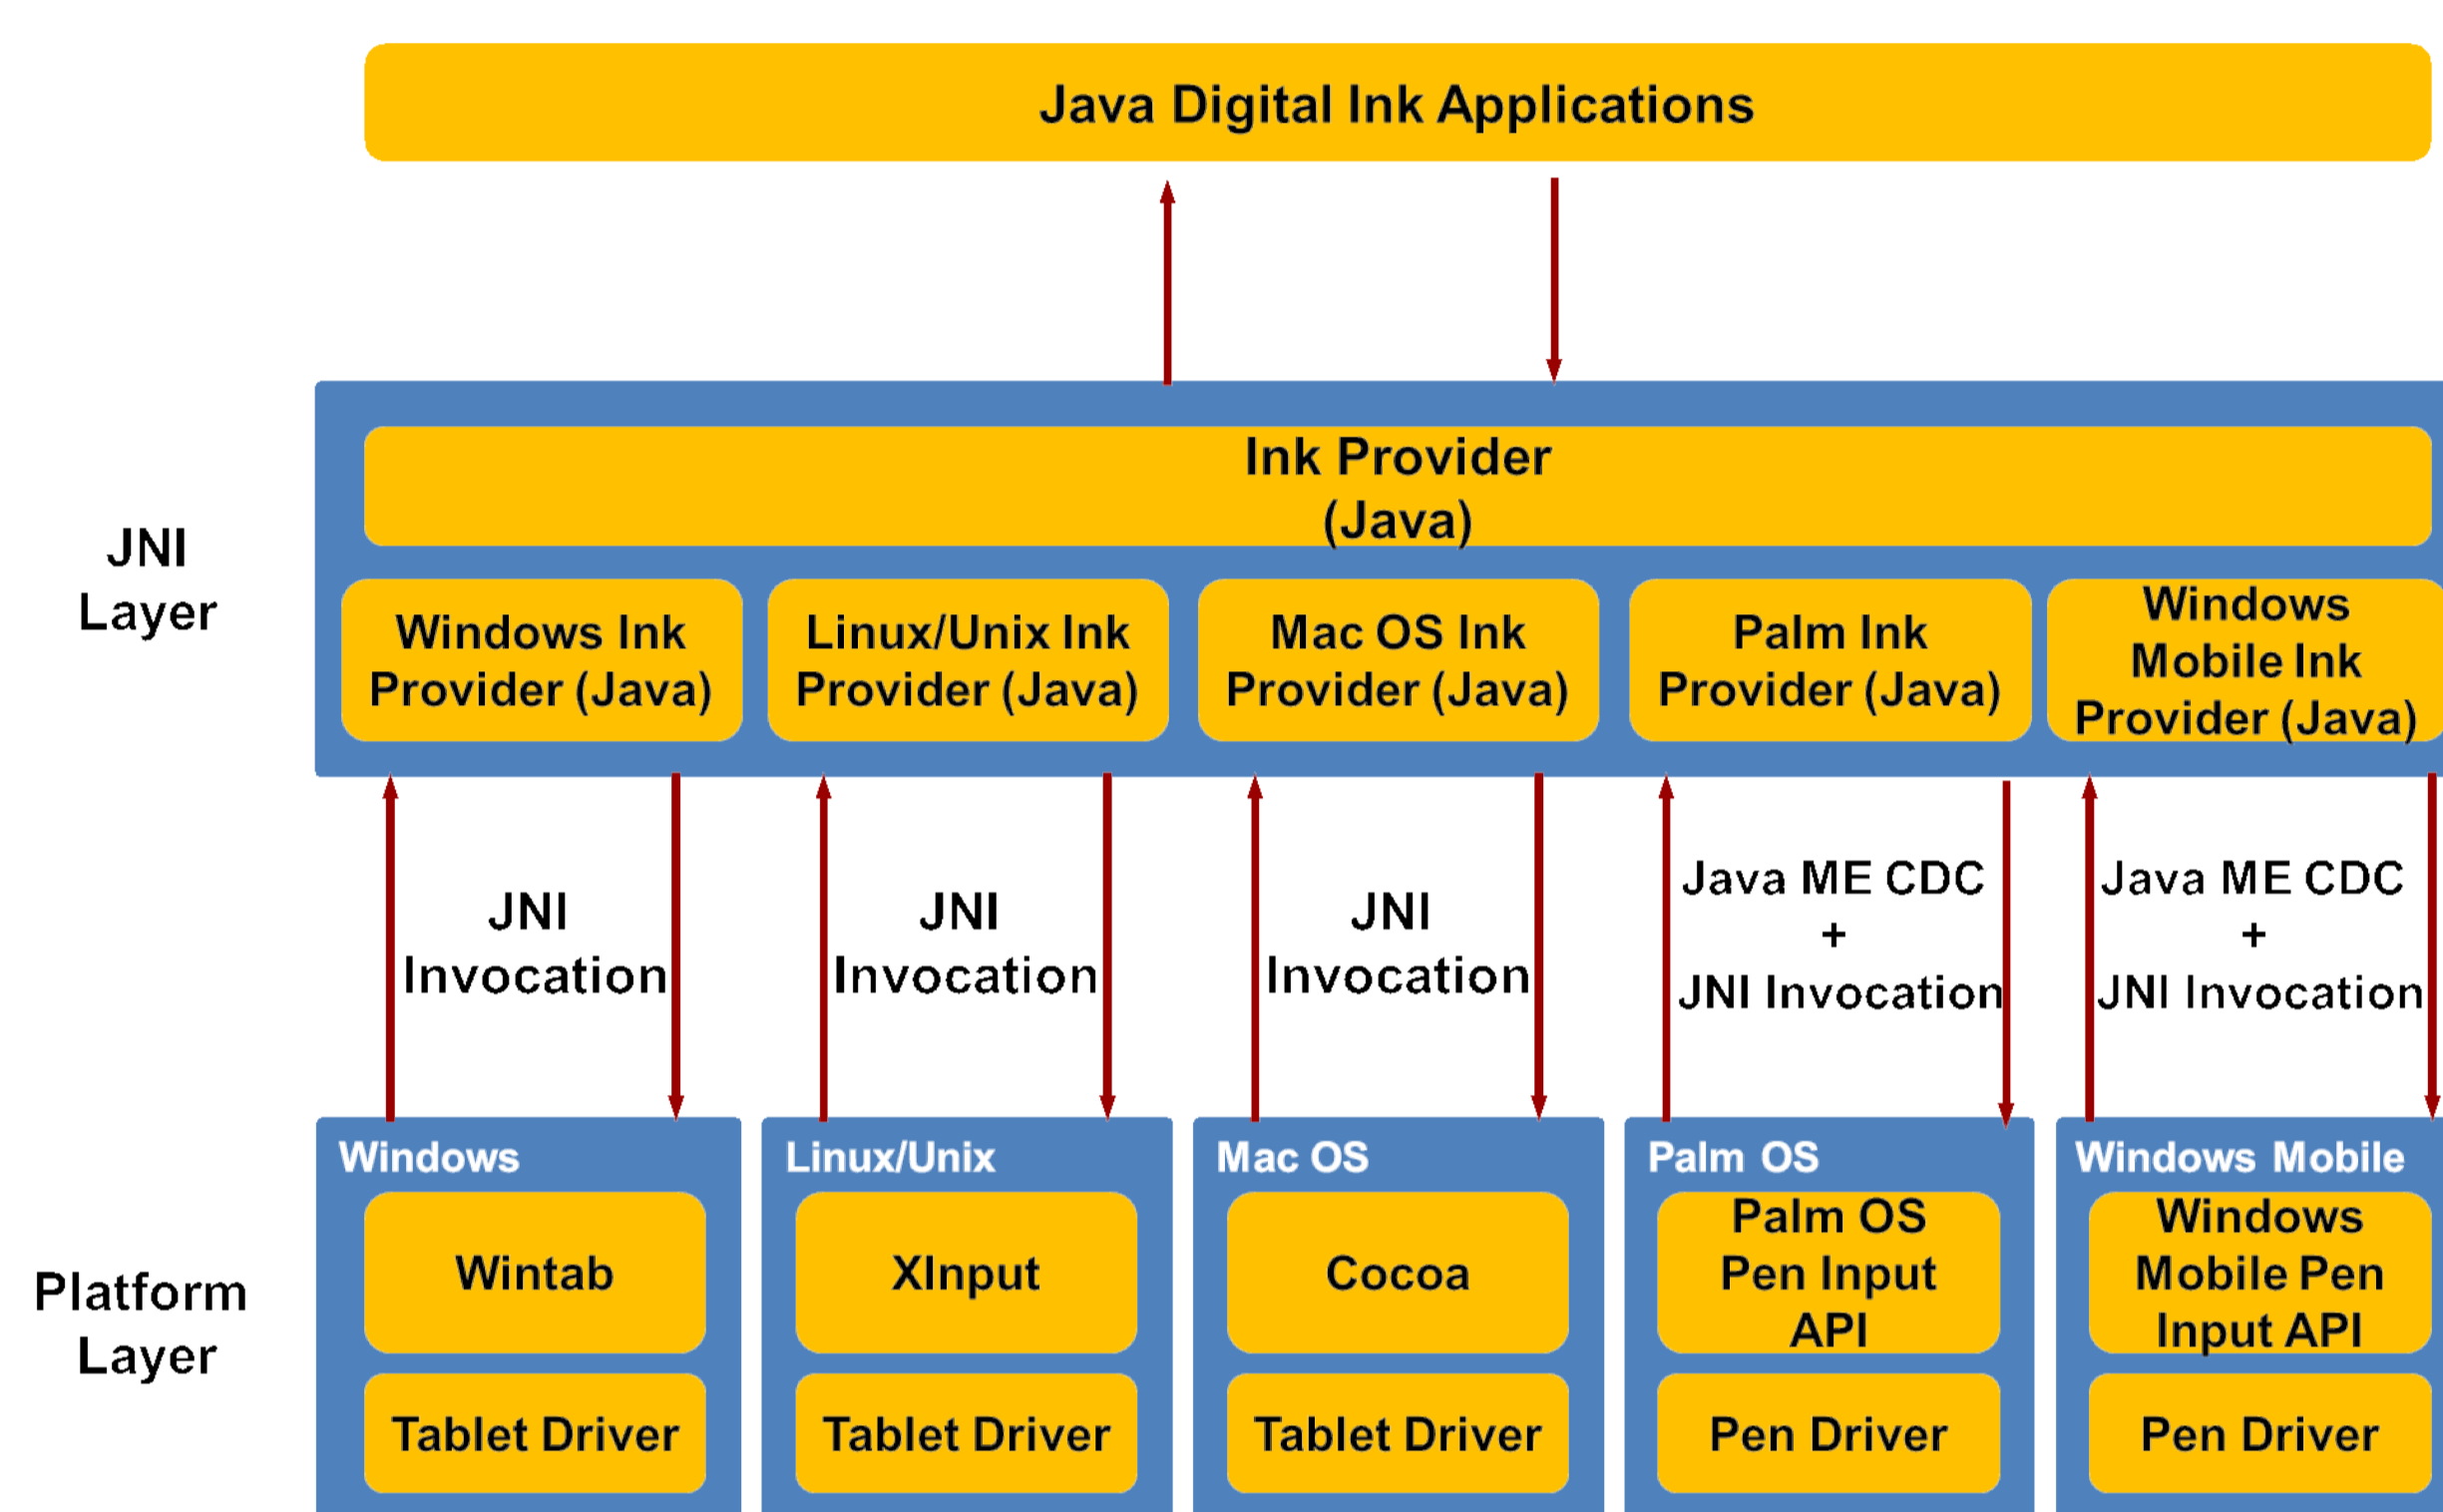 Java Digital Ink Applications
JNI
Layer
Ink Provider
(Java)
Windows Ink
Provider (Java)
Linux/Unix Ink
Provider (Java)
Mac OS Ink
Provider (Java)
Palm Ink
Provider (Java)
Windows
Mobile Ink
Provider (Java)
JNI
Invocation
JNI
Invocation
JNI
Invocation
Java ME CDC
+
JNI Invocation
Java ME CDC
+
JNI Invocation
Platform
Layer
Windows
Wintab
Tablet Driver
Linux/Unix
XInput
Tablet Driver
Mac OS
Cocoa
Tablet Driver
Palm OS
Palm OS
Pen Input
API
Pen Driver
Windows Mobile
Windows
Mobile Pen
Input API
Pen Driver